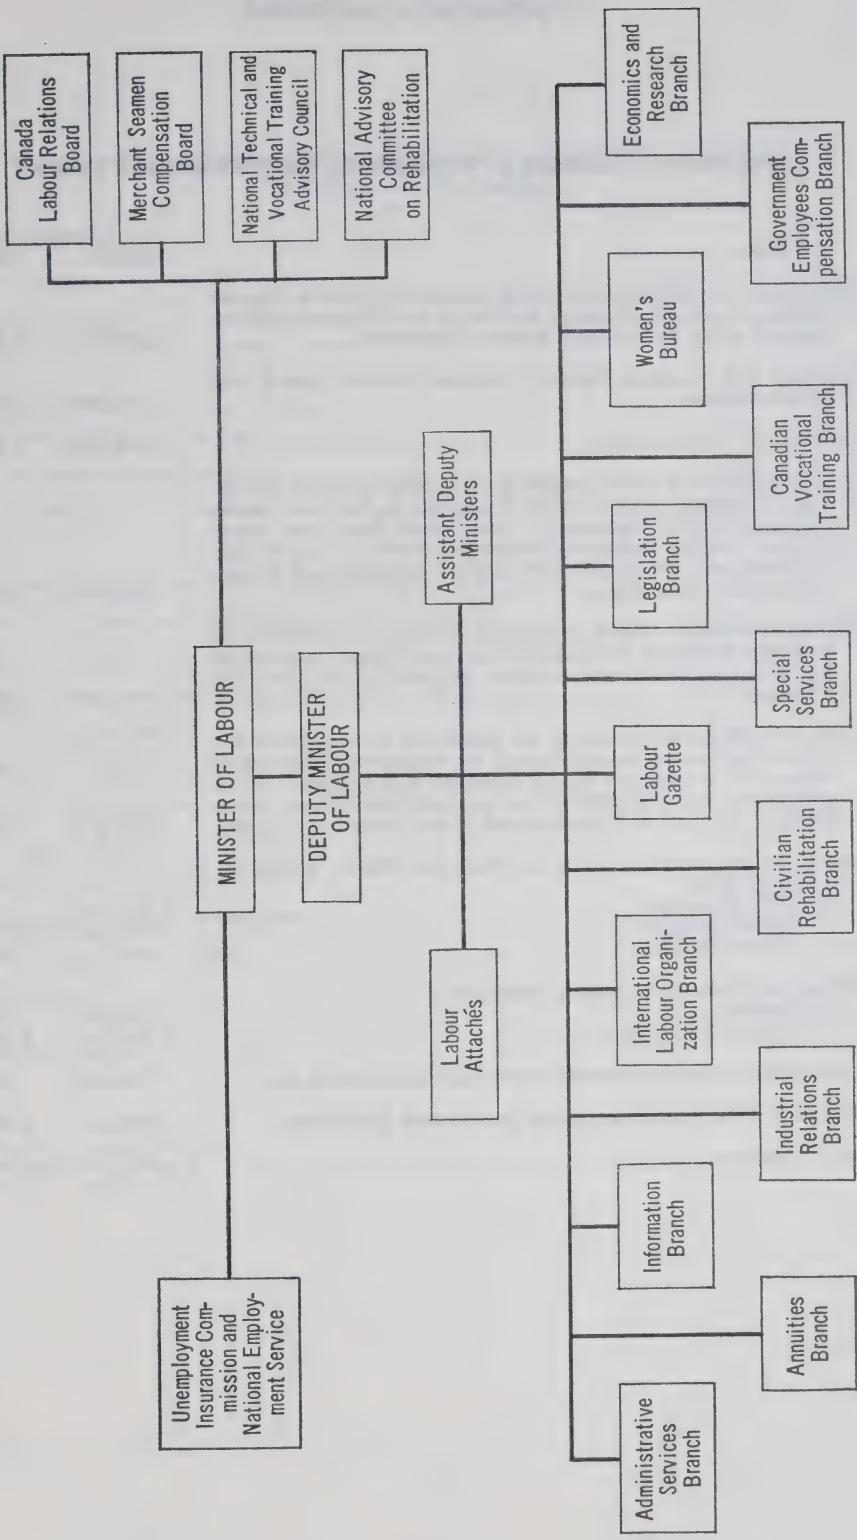 Canada
Labour Relations
Board
Merchant Seamen
Compensation
Board
National Technical and
Vocational Training
Advisory Council
National Advisory
Committee
on Rehabilitation
MINISTER OF LABOUR
Unemployment
Insurance Com-
mission and
National Employ-
ment Service
DEPUTY MINISTER
OF LABOUR
Labour
Attachés
Assistant Deputy
Ministers
Administrative
Services
Branch
Information
Branch
International
Labour Organi-
zation Branch
Labour
Gazette
Legislation
Branch
Women's
Bureau
Economics and
Research
Branch
Annuities
Branch
Industrial
Relations
Branch
Civilian
Rehabilitation
Branch
Special
Services
Branch
Canadian
Vocational
Training Branch
Government
Employees Com-
pensation Branch